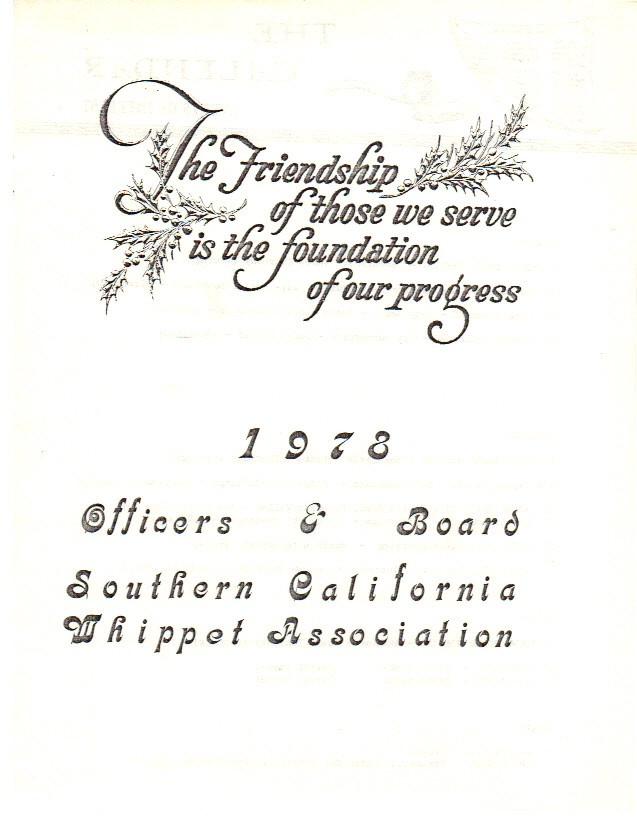 The Friendship
of those we serve
is the foundation
of our progress
1978
Officers & Board
Southern California
Whippet Association